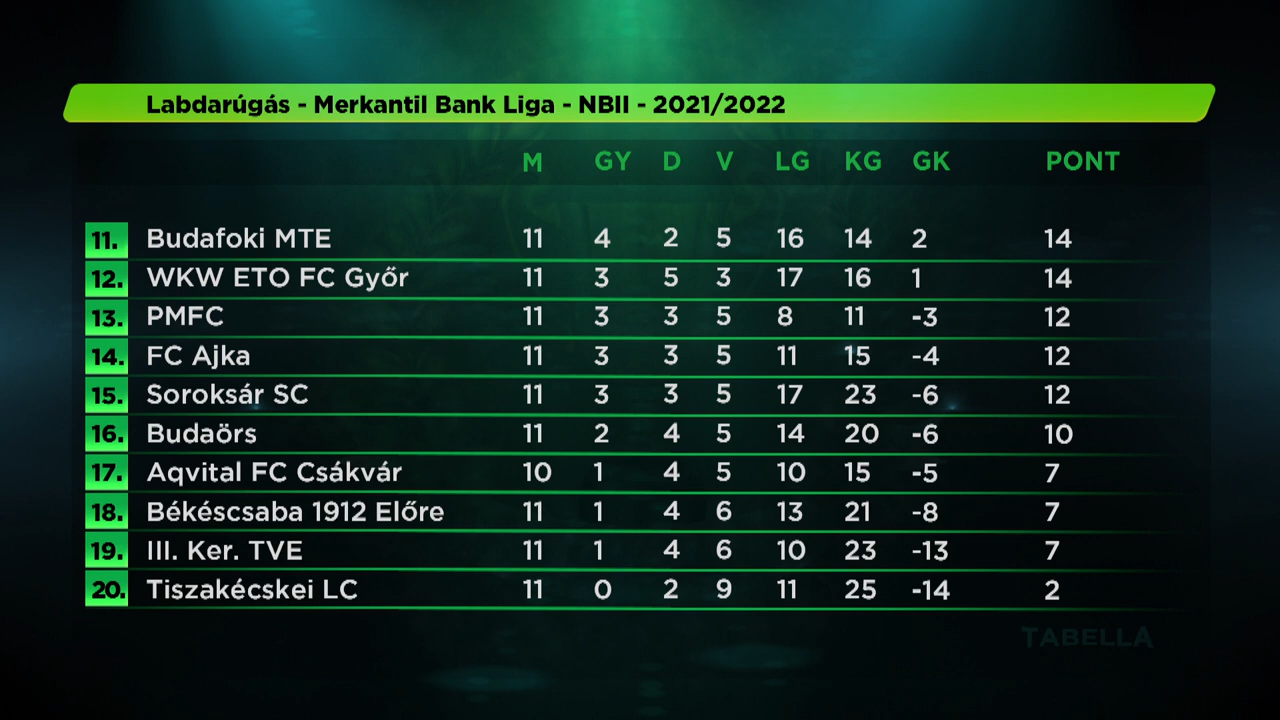 Labdarúgás - Merkantil Bank Liga - NBII - 2021/2022
M GY D V LG KG GK PONT
11. Budafoki MTE 11 4 2 5 16 14 2 14
12. WKW ETO FC Győr 11 3 5 3 17 16 1 14
13. PMFC 11 3 3 5 8 11 -3 12
14. FC Ajka 11 3 3 5 11 15 -4 12
15. Soroksár SC 11 3 3 5 17 23 -6 12
16. Budaörs 11 2 4 5 14 20 -6 10
17. Aqvital FC Csákvár 10 1 4 5 10 15 -5 7
18. Békéscsaba 1912 Előre 11 1 4 6 13 21 -8 7
19. III. Ker. TVE 11 1 4 6 10 23 -13 7
20. Tiszakécskei LC 11 0 2 9 11 25 -14 2
TABELLA